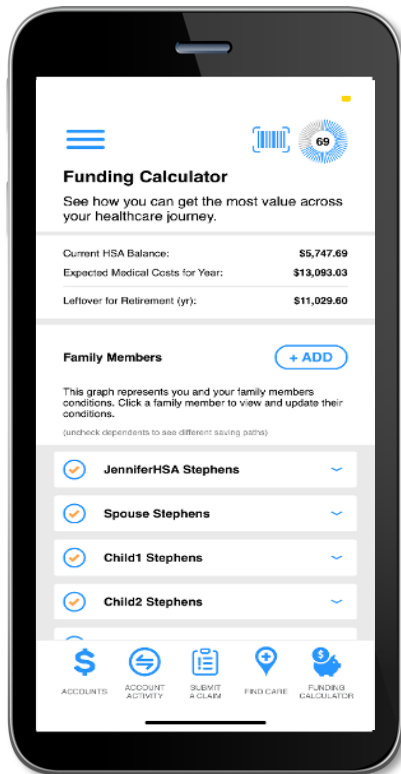 69
Funding Calculator
See how you can get the most value across
your healthcare journey.
Current HSA Balance: $5,747.69
Expected Medical Costs for Year: $13,093.03
Leftover for Retirement (yr): $11,029.60
Family Members
+ ADD
This graph represents you and your family members
conditions. Click a family member to view and update their
conditions.
(uncheck dependents to see different saving paths)
JenniferHSA Stephens
Spouse Stephens
Child1 Stephens
Child2 Stephens
ACCOUNTS
ACCOUNT
ACTIVITY
SUBMIT
A CLAIM
FIND CARE
FUNDING
CALCULATOR